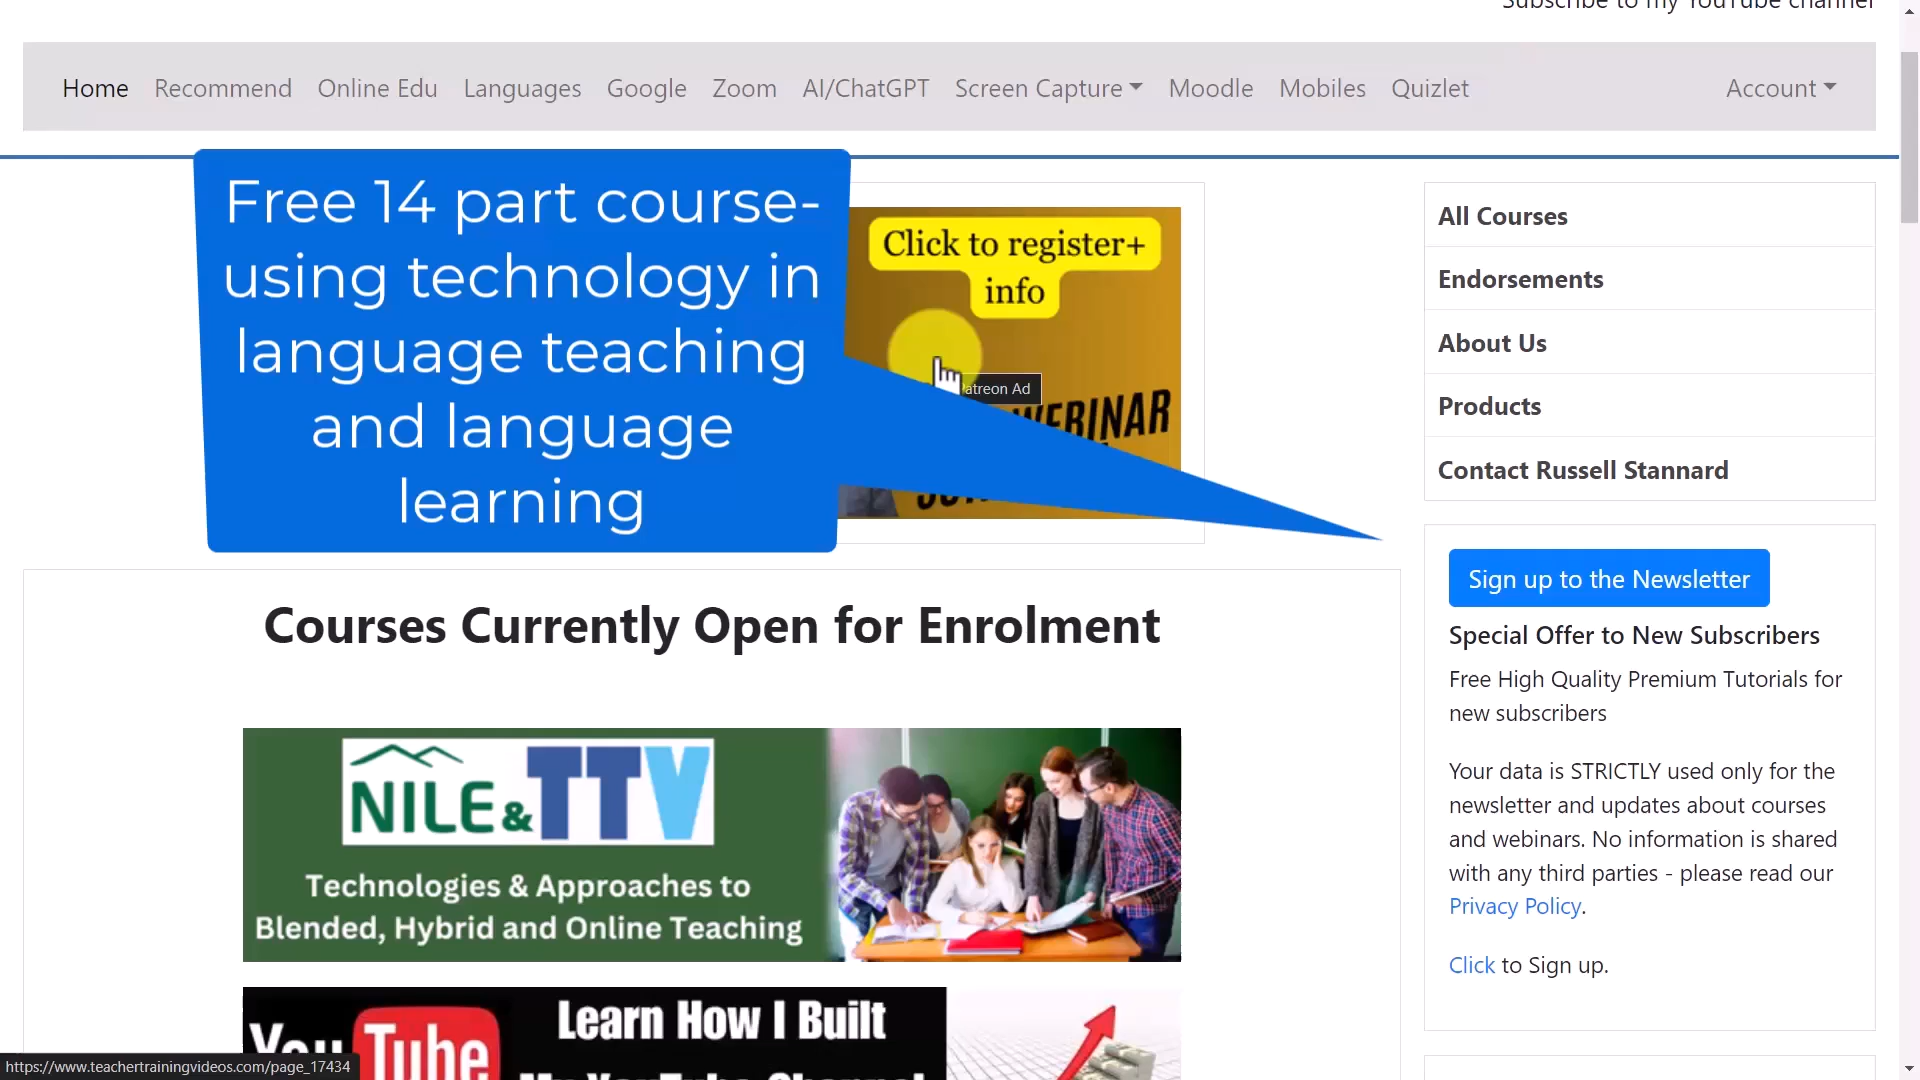 Subscribe to my YouTube channel
Home Recommend Online Edu Languages Google Zoom AI/ChatGPT Screen Capture Moodle Mobiles Quizlet Account
Free 14 part course-
using technology in
language teaching
and language
learning
Click to register+
info
Patreon Ad
All Courses
Endorsements
About Us
Products
Contact Russell Stannard
Sign up to the Newsletter
Special Offer to New Subscribers
Free High Quality Premium Tutorials for
new subscribers
Your data is STRICTLY used only for the
newsletter and updates about courses
and webinars. No information is shared
with any third parties - please read our
Privacy Policy.
Click to Sign up.
Courses Currently Open for Enrolment
NILE & TTV
Technologies & Approaches to
Blended, Hybrid and Online Teaching
YouTube
Learn How I Built
My YouTube Channel
https://www.teachertrainingvideos.com/page_17434